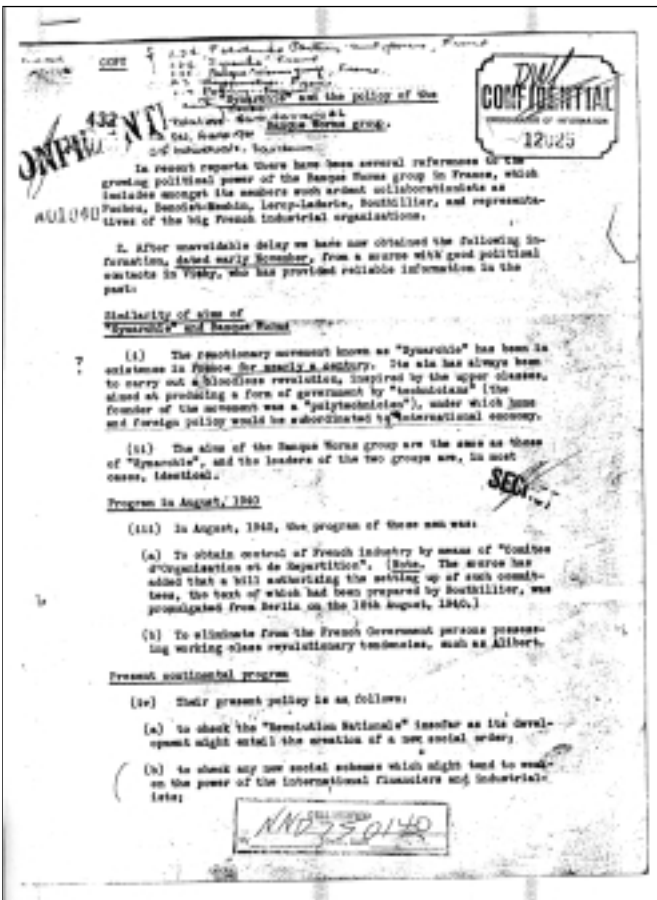 COPY
"Synarchie" and the policy of the
Banque Worms group.
432
CONFIDENTIAL
12025
In recent reports there have been several references to the
growing political power of the Banque Worms group in France, which
includes amongst its members such ardent collaborationists as
Pucheu, Benoist-Mechin, Leroy-Ladurie, Bouthillier, and representa-
tives of the big French industrial organizations.
A01040
2. After unavoidable delay we have now obtained the following in-
formation, dated early November, from a source with good political
contacts in Vichy, who has provided reliable information in the
past:
Similarity of aims of
"Synarchie" and Banque Worms
?
(i) The reactionary movement known as "Synarchie" has been in
existence in France for nearly a century. Its aim has always been
to carry out a bloodless revolution, inspired by the upper classes,
aimed at producing a form of government by "technicians" (the
founder of the movement was a "polytechnician"), under which home
and foreign policy would be subordinated to international economy.
(ii) The aims of the Banque Worms group are the same as those
of "Synarchie", and the leaders of the two groups are, in most
cases, identical.
Program in August, 1940
(iii) In August, 1940, the program of these men was:
(a) To obtain control of French industry by means of "Comites
d'Organisation et de Repartition". (Note. The source has
added that a bill authorizing the setting up of such commit-
tees, the text of which had been prepared by Bouthillier, was
promulgated from Berlin on the 18th August, 1940.)
(b) To eliminate from the French Government persons possess-
ing working class revolutionary tendencies, such as Alibert.
Present continental program
(iv) Their present policy is as follows:
(a) to check the "Revolution Nationale" insofar as its devel-
opment might entail the creation of a new social order;
(b) to check any new social schemes which might tend to weak-
en the power of the international financiers and industrial-
ists;
NND750140